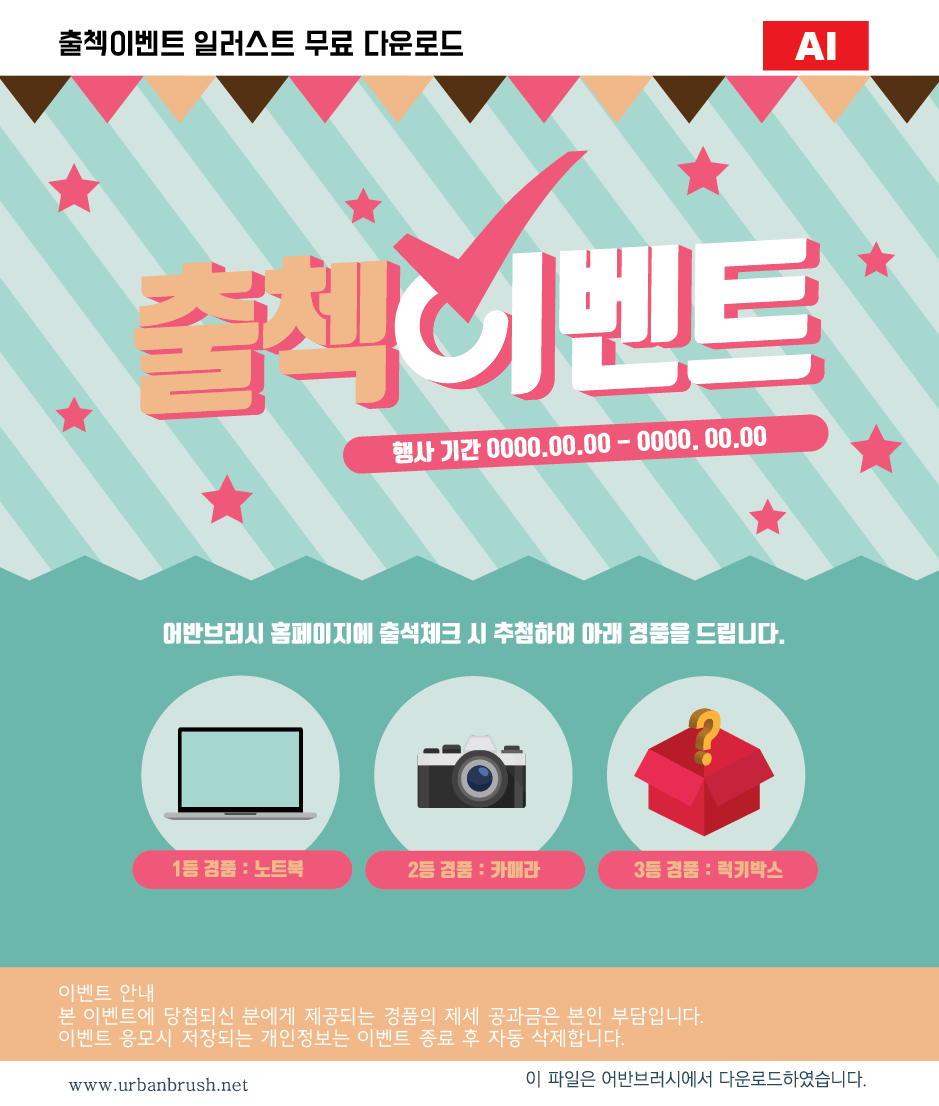 출첵이벤트 일러스트 무료 다운로드
AI
출첵이벤트
행사 기간 0000.00.00 - 0000. 00.00
어반브러시 홈페이지에 출석체크 시 추첨하여 아래 경품을 드립니다.
?
1등 경품 : 노트북
2등 경품 : 카메라
3등 경품 : 럭키박스
이벤트 안내
본 이벤트에 당첨되신 분에게 제공되는 경품의 제세 공과금은 본인 부담입니다.
이벤트 응모시 저장되는 개인정보는 이벤트 종료 후 자동 삭제합니다.
www.urbanbrush.net
이 파일은 어반브러시에서 다운로드하였습니다.